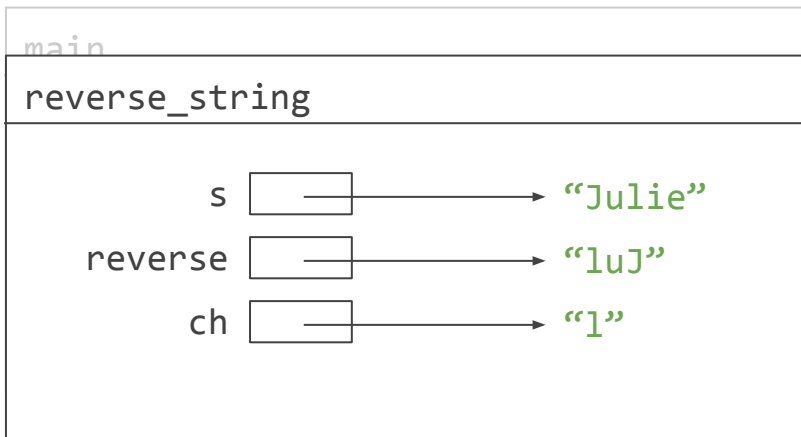 main
reverse_string
s “Julie”
reverse “luJ”
ch “l”